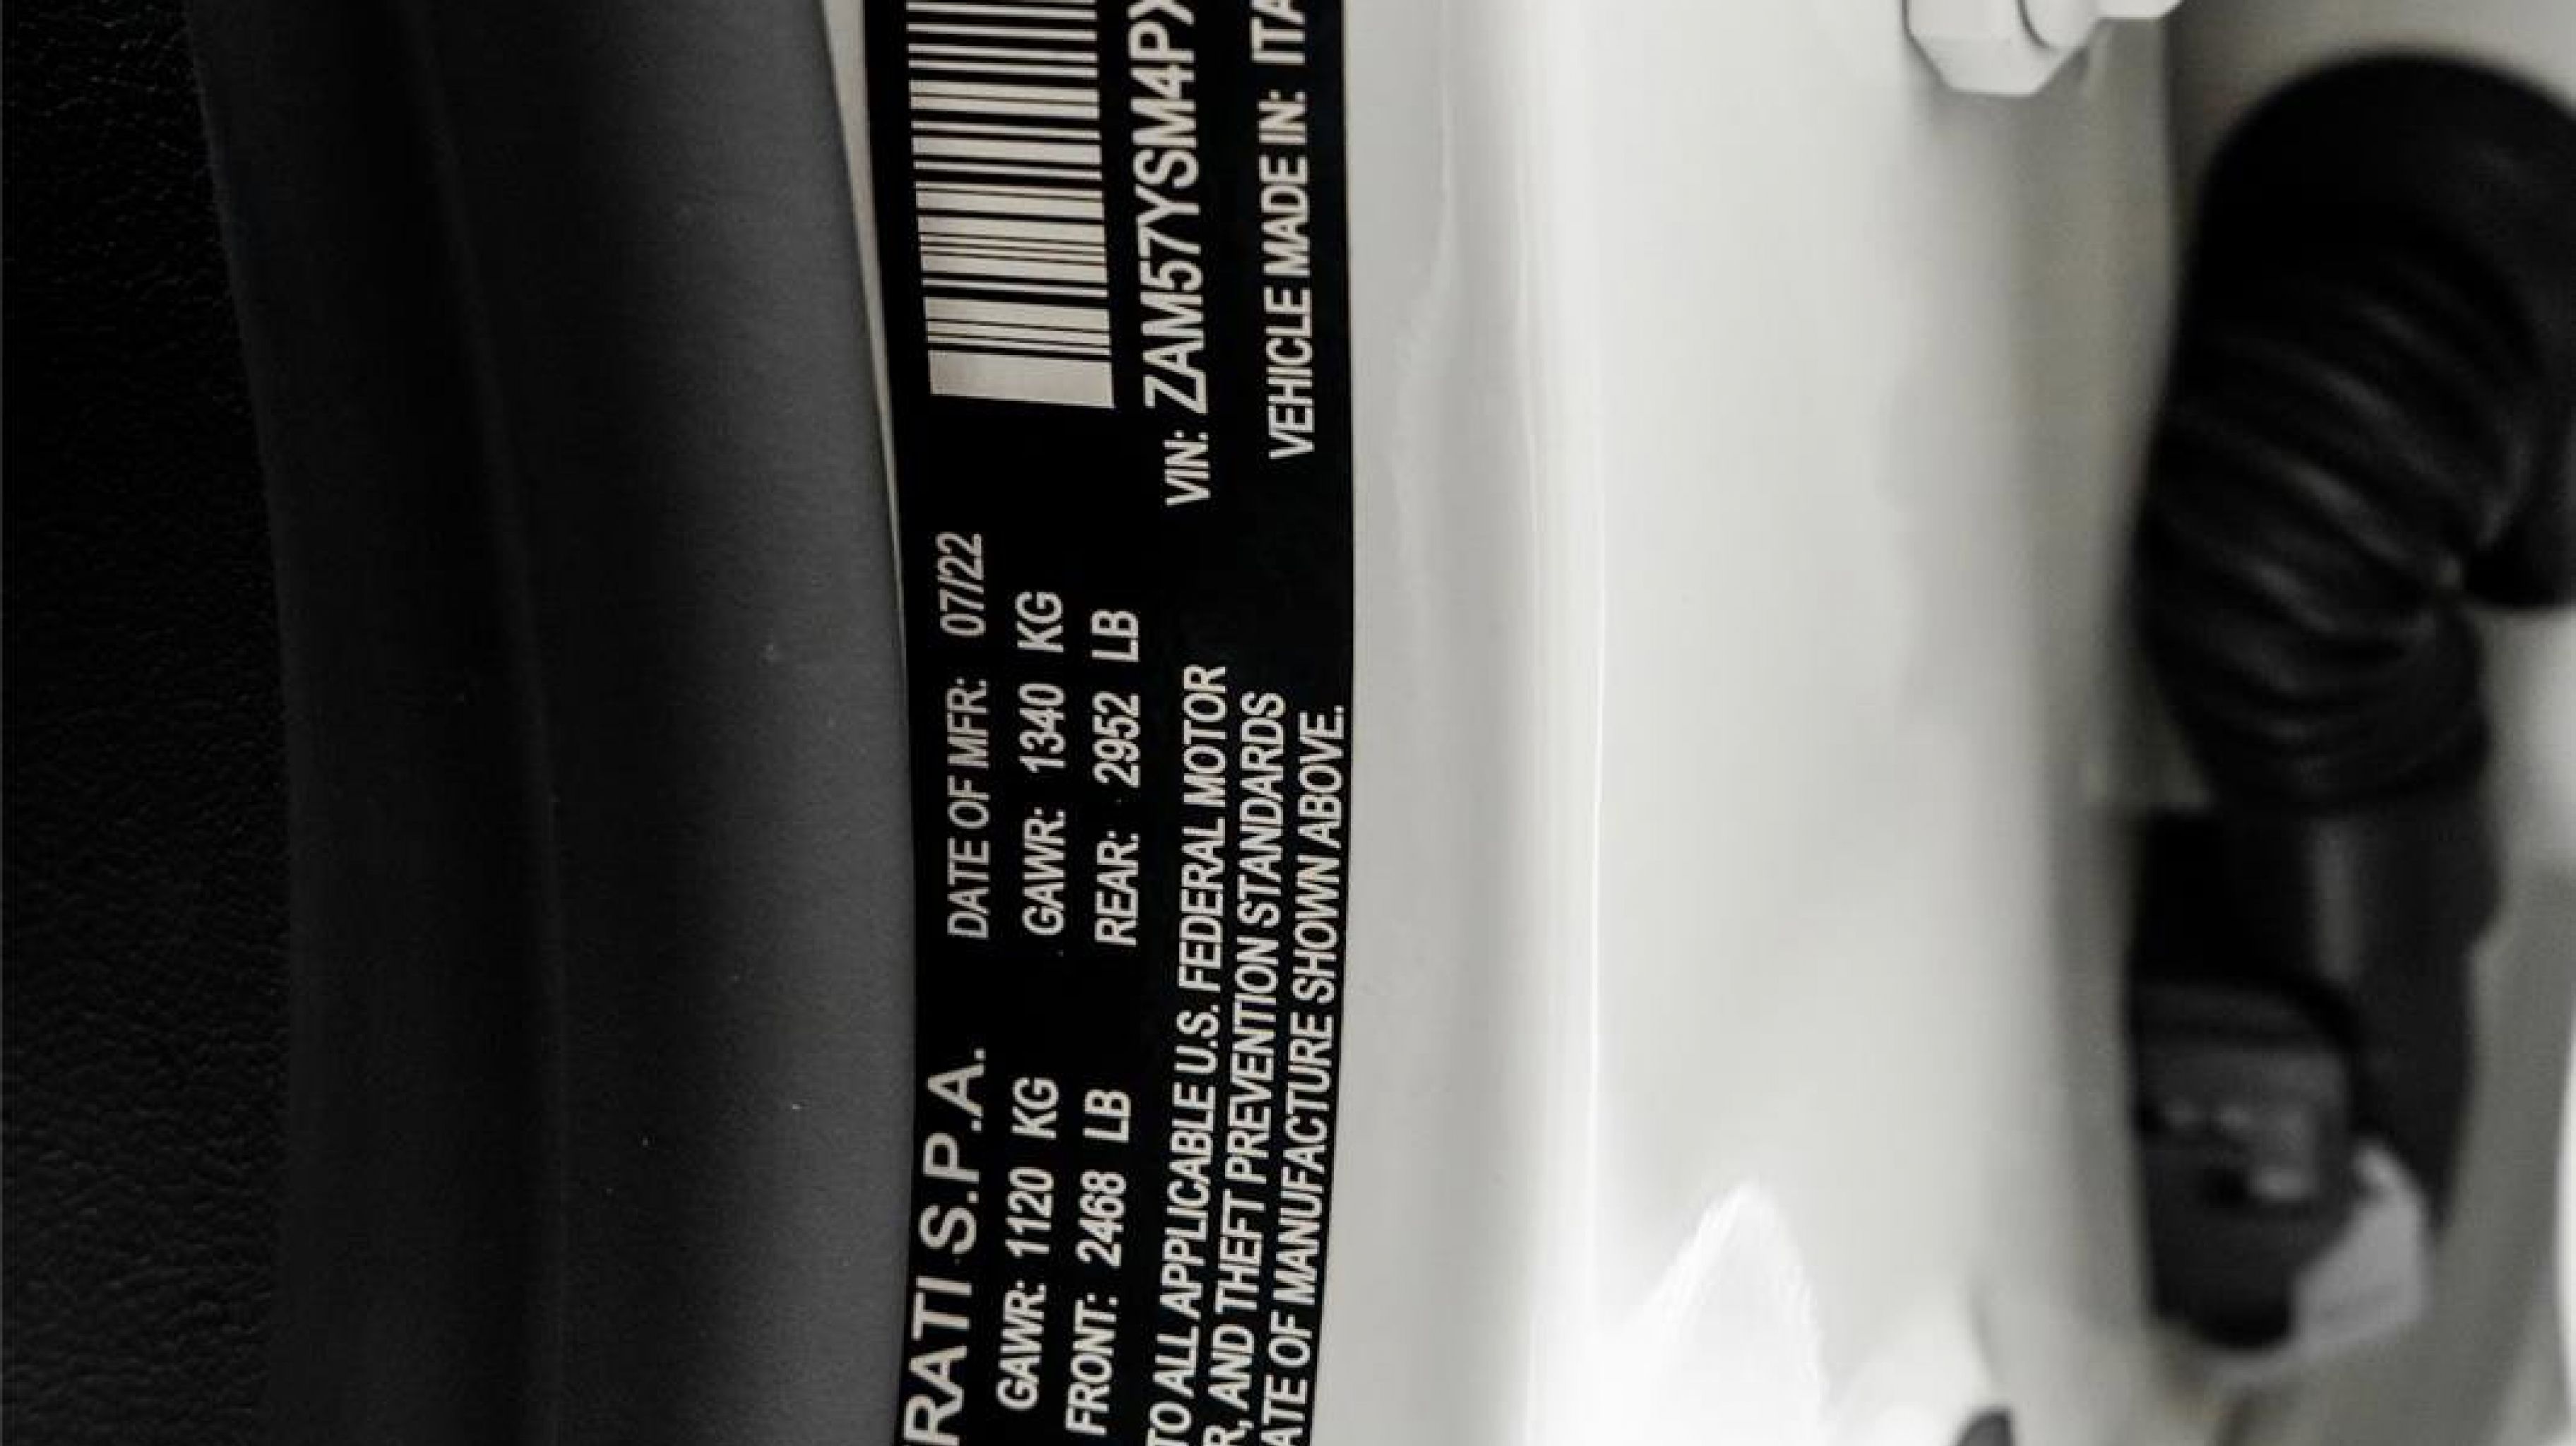 RATI S.P.A. DATE OF MFR: 07/22
GAWR: 1120 KG GAWR: 1340 KG
FRONT: 2468 LB REAR: 2952 LB
TO ALL APPLICABLE U.S. FEDERAL MOTOR
R, AND THEFT PREVENTION STANDARDS
ATE OF MANUFACTURE SHOWN ABOVE.
VIN: ZAM57YSM4PX
VEHICLE MADE IN: ITA